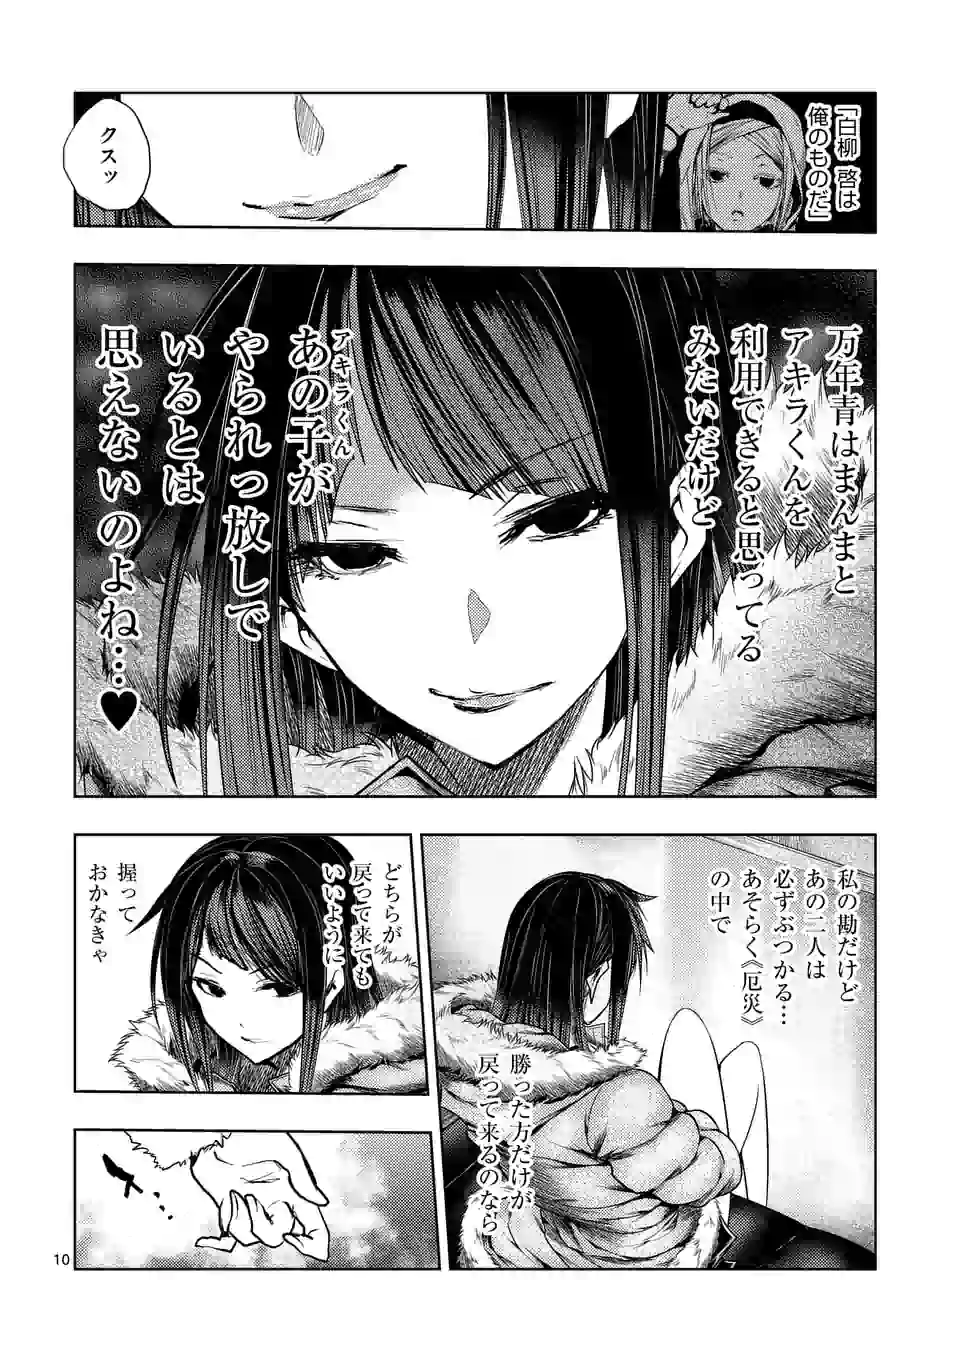 「白柳 啓は
俺のものだ」
クスッ
万年青はまんまと
アキラくんを
利用できると思ってる
みたいだけど
アキラくん
あの子が
やられっ放しで
いるとは
思えないのよね…♥
私の勘だけど
あの二人は
必ずぶつかる…
あそらく《厄災》
の中で
勝った方だけが
戻って来るのなら
どちらが
戻って来ても
いいように
握って
おかなきゃ
スッ…
10